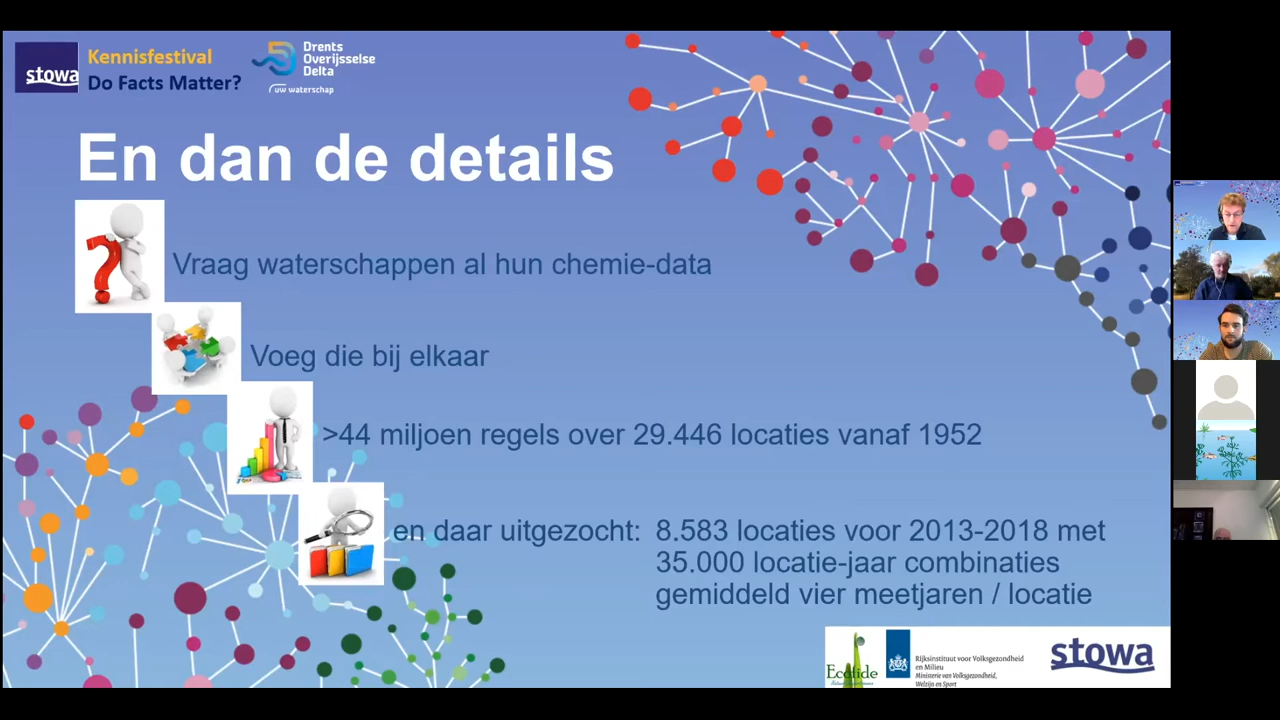 stowa
Kennisfestival
Do Facts Matter?
Drents
Overijsselse
Delta
uw waterschap
En dan de details
Vraag waterschappen al hun chemie-data
Voeg die bij elkaar
>44 miljoen regels over 29.446 locaties vanaf 1952
en daar uitgezocht: 8.583 locaties voor 2013-2018 met
35.000 locatie-jaar combinaties
gemiddeld vier meetjaren / locatie
Ecofide
Rijksinstituut voor Volksgezondheid
en Milieu
Ministerie van Volksgezondheid,
Welzijn en Sport
stowa